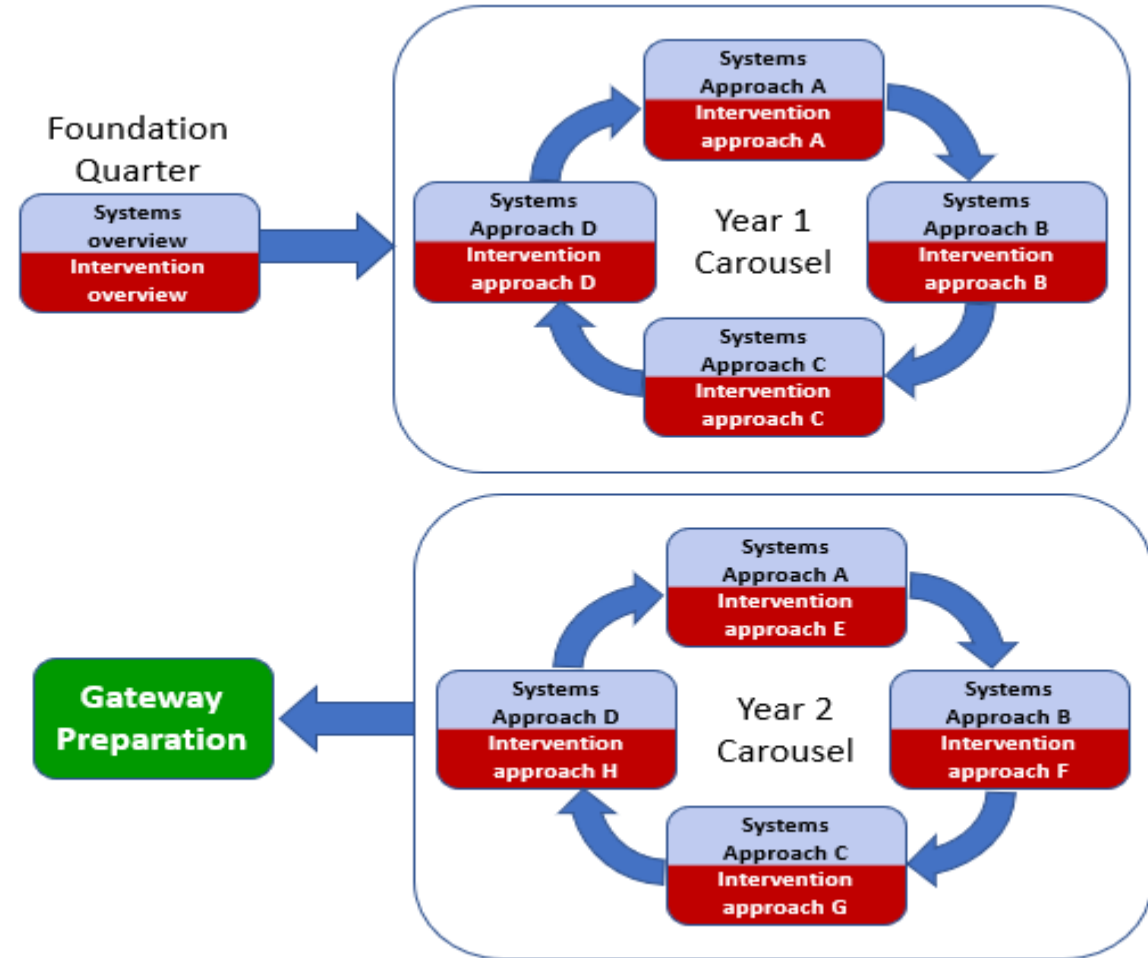 Foundation
Quarter
Systems
overview
Intervention
overview
Systems
Approach A
Intervention
approach A
Systems
Approach D
Intervention
approach D
Year 1
Carousel
Systems
Approach B
Intervention
approach B
Systems
Approach C
Intervention
approach C
Systems
Approach A
Intervention
approach E
Gateway
Preparation
Systems
Approach D
Intervention
approach H
Year 2
Carousel
Systems
Approach B
Intervention
approach F
Systems
Approach C
Intervention
approach G